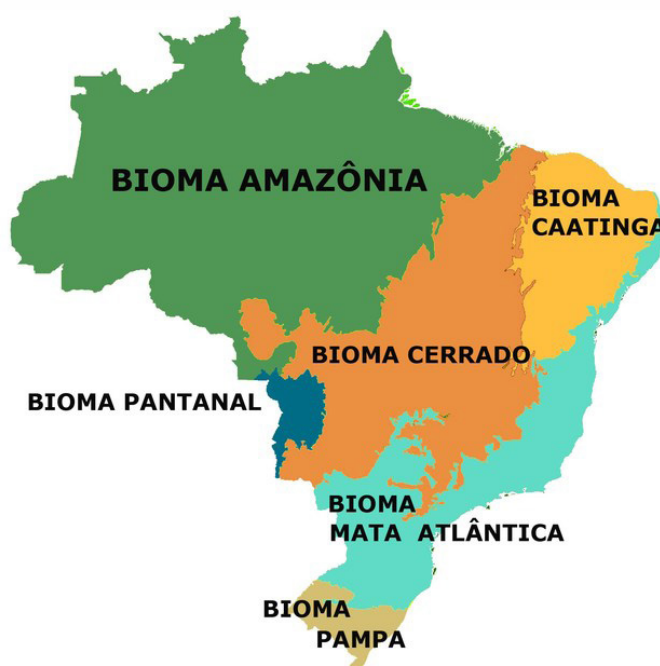 BIOMA AMAZÔNIA
BIOMA
CAATINGA
BIOMA CERRADO
BIOMA PANTANAL
BIOMA
MATA ATLÂNTICA
BIOMA
PAMPA